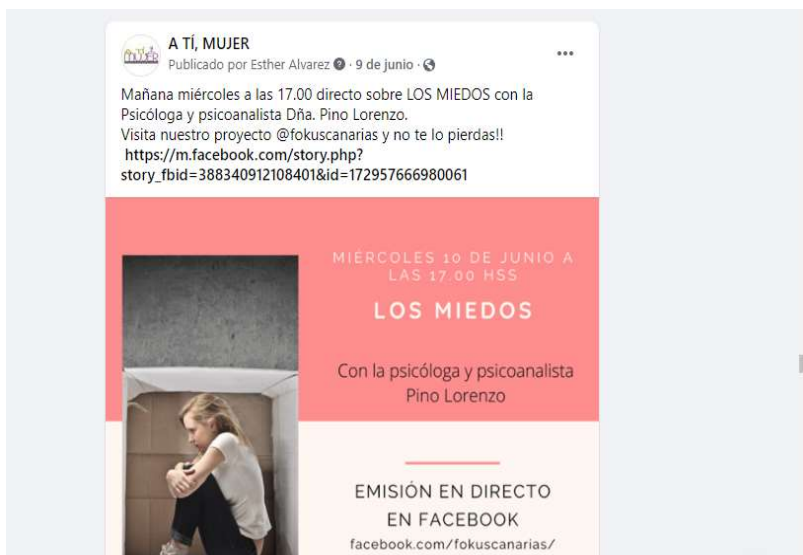 A TÍ, MUJER
Publicado por Esther Alvarez · 9 de junio ·
Mañana miércoles a las 17.00 directo sobre LOS MIEDOS con la
Psicóloga y psicoanalista Dña. Pino Lorenzo.
Visita nuestro proyecto @fokuscanarias y no te lo pierdas!!
https://m.facebook.com/story.php?
story_fbid=388340912108401&id=172957666980061
MIÉRCOLES 10 DE JUNIO A
LAS 17.00 HSS
LOS MIEDOS
Con la psicóloga y psicoanalista
Pino Lorenzo
EMISIÓN EN DIRECTO
EN FACEBOOK
facebook.com/fokuscanarias/